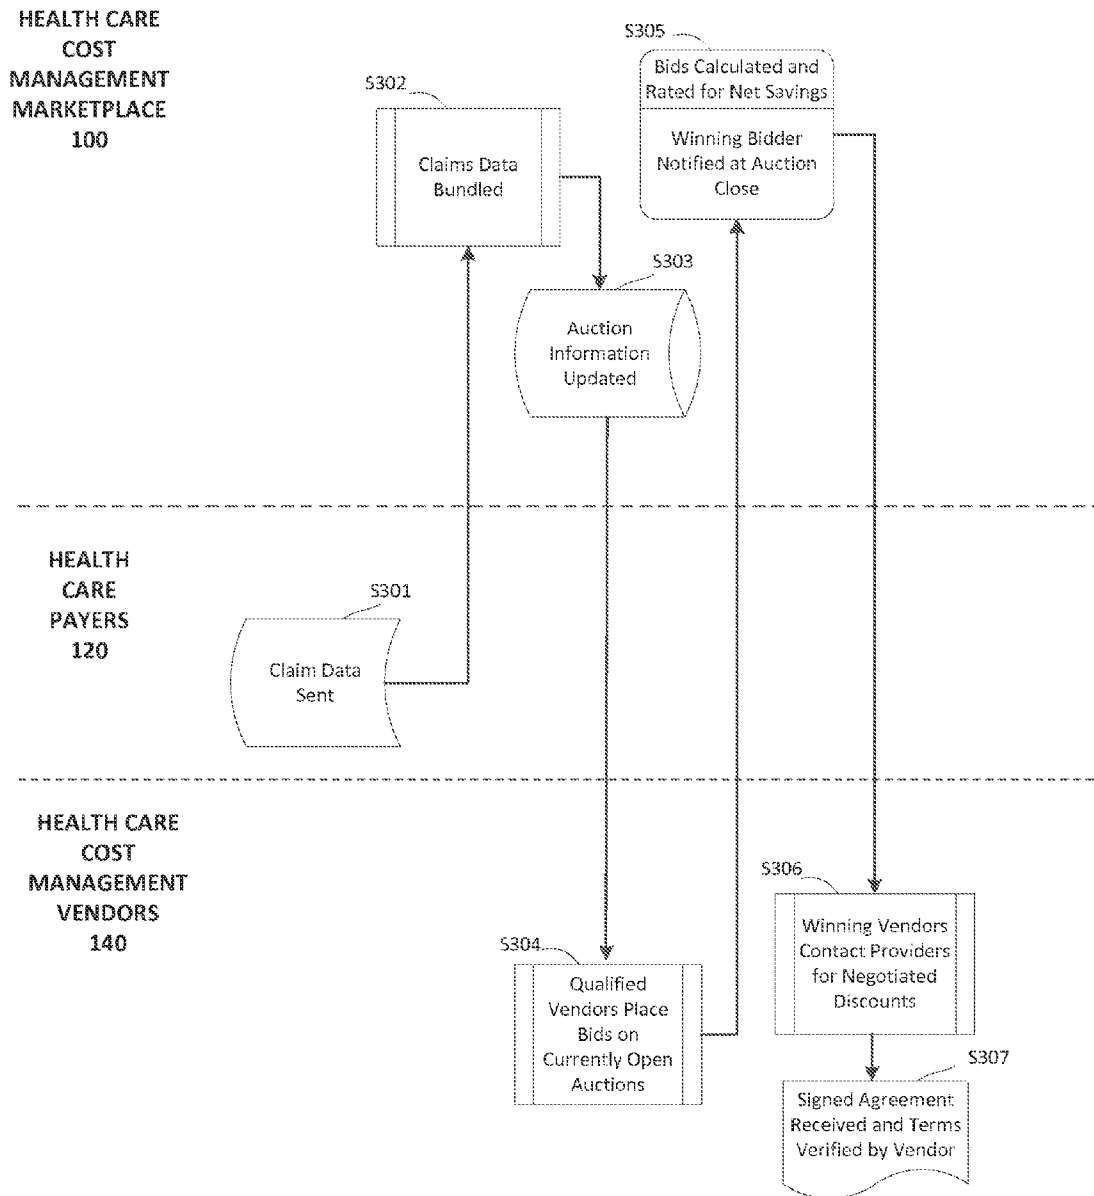 HEALTH CARE
COST
MANAGEMENT
MARKETPLACE
100
S302
Claims Data
Bundled
S305
Bids Calculated and
Rated for Net Savings
Winning Bidder
Notified at Auction
Close
S303
Auction
Information
Updated
HEALTH
CARE
PAYERS
120
S301
Claim Data
Sent
HEALTH CARE
COST
MANAGEMENT
VENDORS
140
S304
Qualified
Vendors Place
Bids on
Currently Open
Auctions
S306
Winning Vendors
Contact Providers
for Negotiated
Discounts
S307
Signed Agreement
Received and Terms
Verified by Vendor